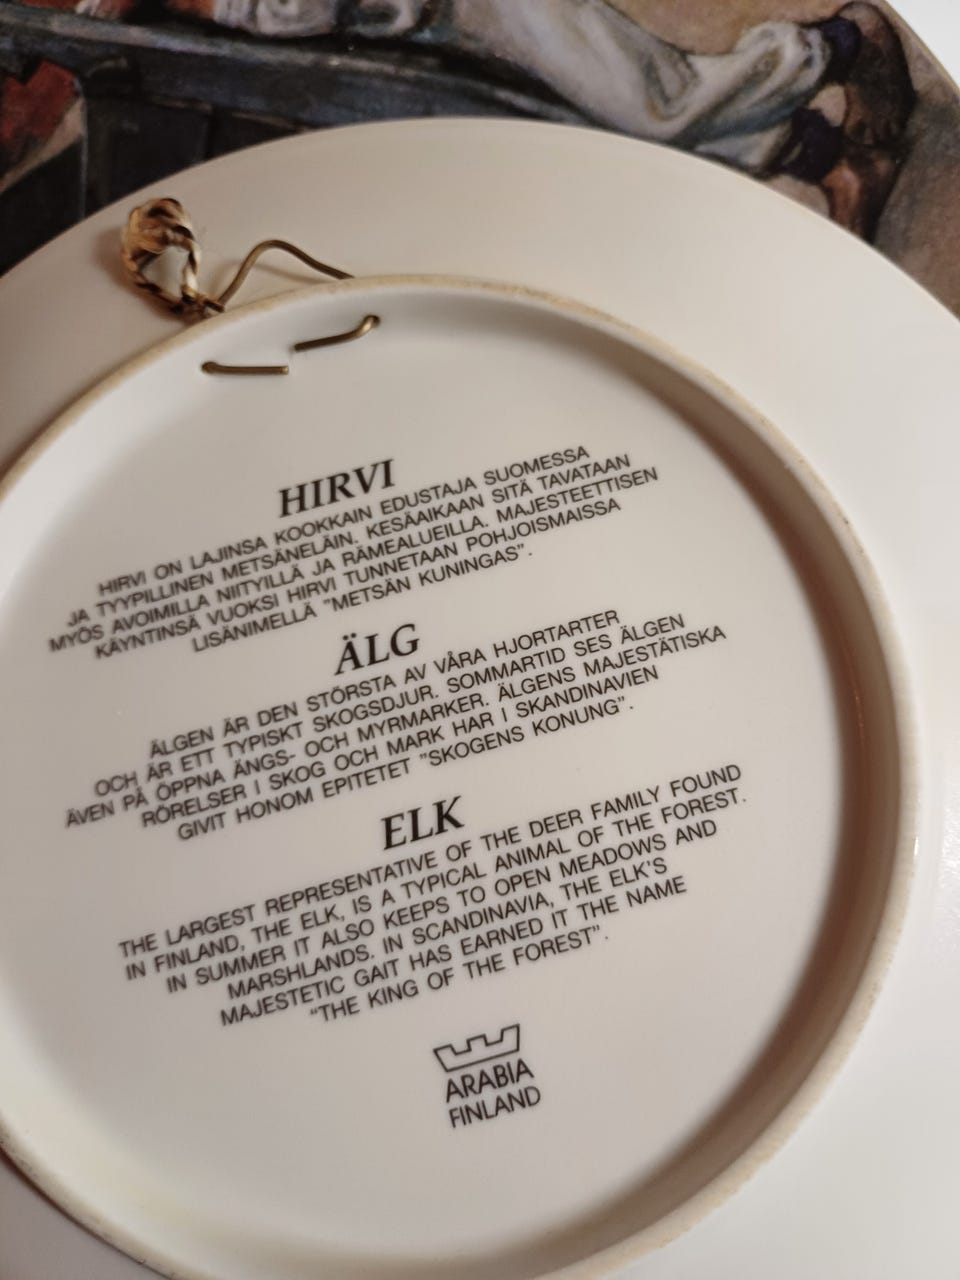 HIRVI
HIRVI ON LAJINSA KOOKKAIN EDUSTAJA SUOMESSA
JA TYYPILLINEN METSÄNELÄIN. KESÄAIKAAN SITÄ TAVATAAN
MYÖS AVOIMILLA NIITYILLÄ JA RÄMEALUEILLA. MAJESTEETTISEN
KÄYNTINSÄ VUOKSI HIRVI TUNNETAAN POHJOISMAISSA
LISÄNIMELLÄ ”METSÄN KUNINGAS”.
ÄLG
ÄLGEN ÄR DEN STÖRSTA AV VÅRA HJORTARTER
OCH ÄR ETT TYPISKT SKOGSDJUR. SOMMARTID SES ÄLGEN
ÄVEN PÅ ÖPPNA ÄNGS- OCH MYRMARKER. ÄLGENS MAJESTÄTISKA
RÖRELSER I SKOG OCH MARK HAR I SKANDINAVIEN
GIVIT HONOM EPITETET ”SKOGENS KONUNG”.
ELK
THE LARGEST REPRESENTATIVE OF THE DEER FAMILY FOUND
IN FINLAND, THE ELK, IS A TYPICAL ANIMAL OF THE FOREST.
IN SUMMER IT ALSO KEEPS TO OPEN MEADOWS AND
MARSHLANDS. IN SCANDINAVIA, THE ELK'S
MAJESTETIC GAIT HAS EARNED IT THE NAME
“THE KING OF THE FOREST”.
ARABIA
FINLAND